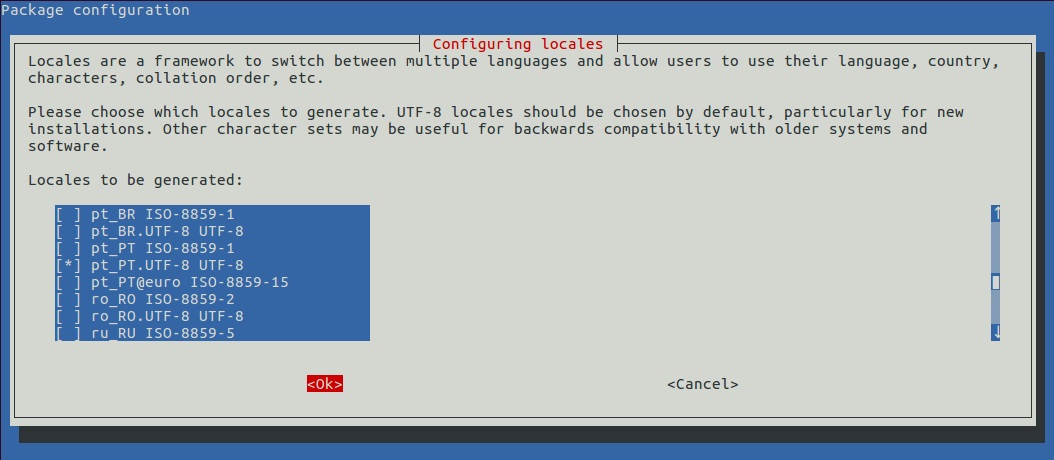 Package configuration
Configuring locales
Locales are a framework to switch between multiple languages and allow users to use their language, country,
characters, collation order, etc.
Please choose which locales to generate. UTF-8 locales should be chosen by default, particularly for new
installations. Other character sets may be useful for backwards compatibility with older systems and
software.
Locales to be generated:
[ ] pt_BR ISO-8859-1
[ ] pt_BR.UTF-8 UTF-8
[ ] pt_PT ISO-8859-1
[*] pt_PT.UTF-8 UTF-8
[ ] pt_PT@euro ISO-8859-15
[ ] ro_RO ISO-8859-2
[ ] ro_RO.UTF-8 UTF-8
[ ] ru_RU ISO-8859-5
<Ok> <Cancel>